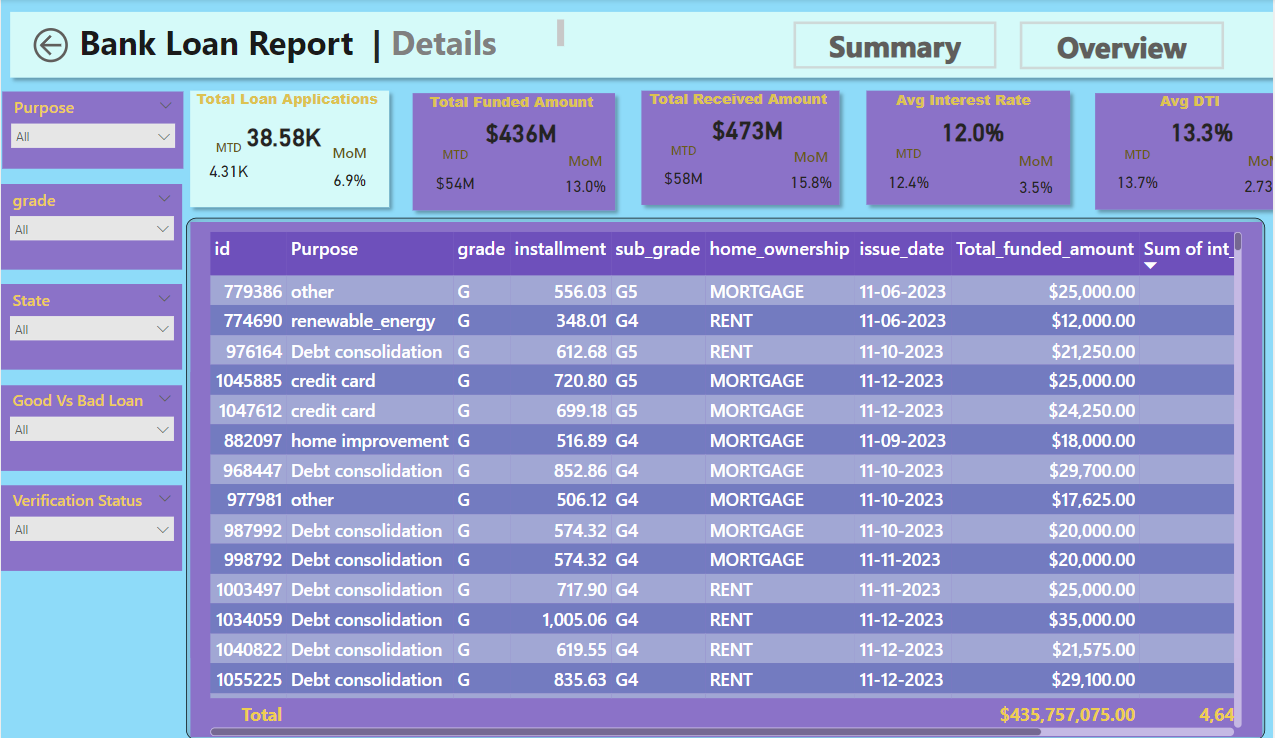 Bank Loan Report | Details
Summary
Overview
Purpose
All
grade
All
State
All
Good Vs Bad Loan
All
Verification Status
All
Total Loan Applications
38.58K
MTD
4.31K
MoM
6.9%
Total Funded Amount
$436M
MTD
$54M
MoM
13.0%
Total Received Amount
$473M
MTD
$58M
MoM
15.8%
Avg Interest Rate
12.0%
MTD
12.4%
MoM
3.5%
Avg DTI
13.3%
MTD
13.7%
Mo
2.73
id Purpose grade installment sub_grade home_ownership issue_date Total_funded_amount Sum of int_
779386 other G 556.03 G5 MORTGAGE 11-06-2023 $25,000.00
774690 renewable_energy G 348.01 G4 RENT 11-06-2023 $12,000.00
976164 Debt consolidation G 612.68 G5 RENT 11-10-2023 $21,250.00
1045885 credit card G 720.80 G5 MORTGAGE 11-12-2023 $25,000.00
1047612 credit card G 699.18 G5 MORTGAGE 11-12-2023 $24,250.00
882097 home improvement G 516.89 G4 MORTGAGE 11-09-2023 $18,000.00
968447 Debt consolidation G 852.86 G4 MORTGAGE 11-10-2023 $29,700.00
977981 other G 506.12 G4 MORTGAGE 11-10-2023 $17,625.00
987992 Debt consolidation G 574.32 G4 MORTGAGE 11-10-2023 $20,000.00
998792 Debt consolidation G 574.32 G4 MORTGAGE 11-11-2023 $20,000.00
1003497 Debt consolidation G 717.90 G4 RENT 11-11-2023 $25,000.00
1034059 Debt consolidation G 1,005.06 G4 RENT 11-12-2023 $35,000.00
1040822 Debt consolidation G 619.55 G4 RENT 11-12-2023 $21,575.00
1055225 Debt consolidation G 835.63 G4 RENT 11-12-2023 $29,100.00
Total $435,757,075.00 4,64